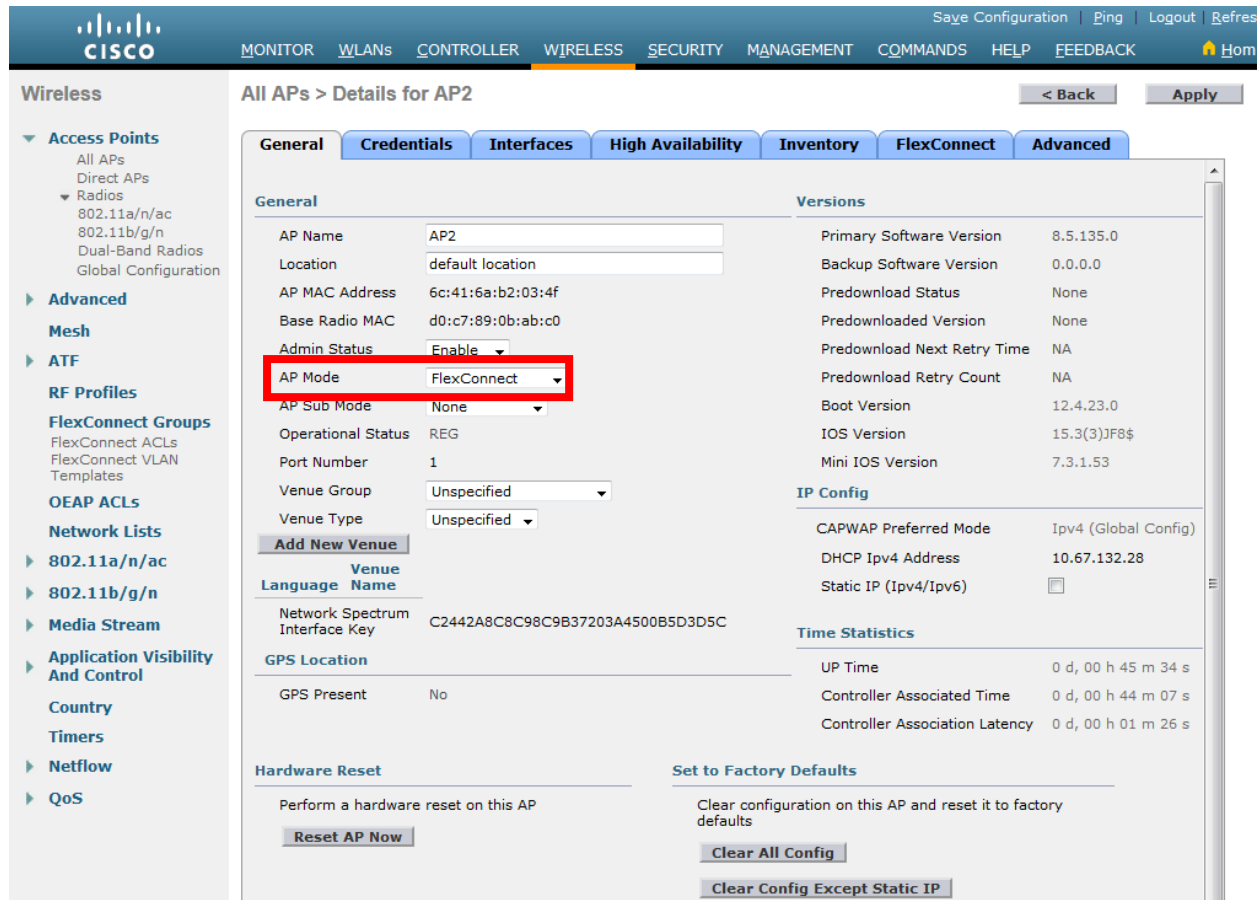 Save Configuration | Ping | Logout | Refres
CISCO
MONITOR WLANs CONTROLLER WIRELESS SECURITY MANAGEMENT COMMANDS HELP FEEDBACK Hom
Wireless
Access Points
All APs
Direct APs
Radios
802.11a/n/ac
802.11b/g/n
Dual-Band Radios
Global Configuration
Advanced
Mesh
ATF
RF Profiles
FlexConnect Groups
FlexConnect ACLs
FlexConnect VLAN
Templates
OEAP ACLs
Network Lists
802.11a/n/ac
802.11b/g/n
Media Stream
Application Visibility
And Control
Country
Timers
Netflow
QoS
All APs > Details for AP2
< Back Apply
General Credentials Interfaces High Availability Inventory FlexConnect Advanced
General
AP Name AP2
Location default location
AP MAC Address 6c:41:6a:b2:03:4f
Base Radio MAC d0:c7:89:0b:ab:c0
Admin Status Enable
AP Mode FlexConnect
AP Sub Mode None
Operational Status REG
Port Number 1
Venue Group Unspecified
Venue Type Unspecified
Add New Venue
Venue
Language Name
Network Spectrum
Interface Key C2442A8C8C98C9B37203A4500B5D3D5C
GPS Location
GPS Present No
Versions
Primary Software Version 8.5.135.0
Backup Software Version 0.0.0.0
Predownload Status None
Predownloaded Version None
Predownload Next Retry Time NA
Predownload Retry Count NA
Boot Version 12.4.23.0
IOS Version 15.3(3)JF8$
Mini IOS Version 7.3.1.53
IP Config
CAPWAP Preferred Mode Ipv4 (Global Config)
DHCP Ipv4 Address 10.67.132.28
Static IP (Ipv4/Ipv6)
Time Statistics
UP Time 0 d, 00 h 45 m 34 s
Controller Associated Time 0 d, 00 h 44 m 07 s
Controller Association Latency 0 d, 00 h 01 m 26 s
Hardware Reset
Perform a hardware reset on this AP
Reset AP Now
Set to Factory Defaults
Clear configuration on this AP and reset it to factory
defaults
Clear All Config
Clear Config Except Static IP